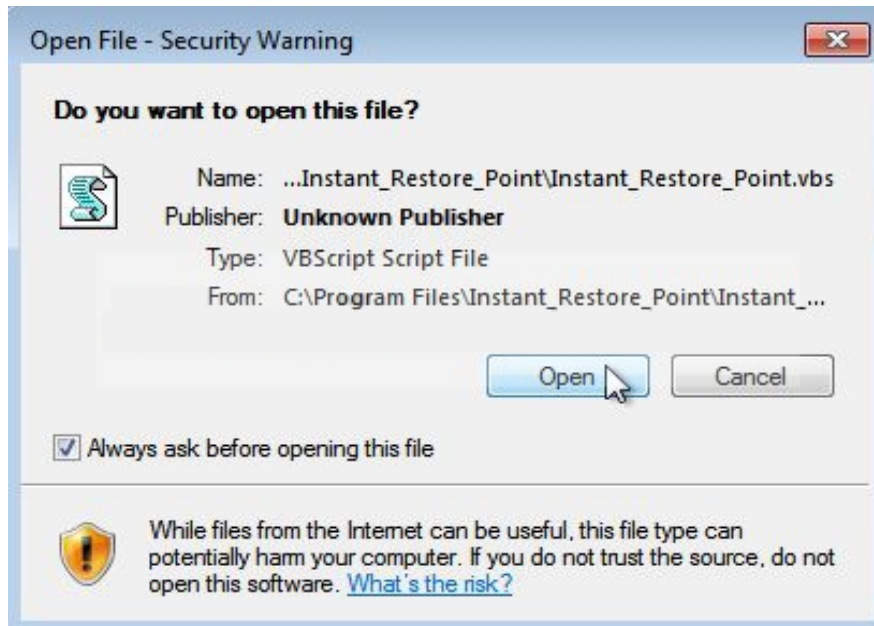 Open File - Security Warning
Do you want to open this file?
Name: ...Instant_Restore_Point\Instant_Restore_Point.vbs
Publisher: Unknown Publisher
Type: VBScript Script File
From: C:\Program Files\Instant_Restore_Point\Instant_...
Open Cancel
Always ask before opening this file
While files from the Internet can be useful, this file type can
potentially harm your computer. If you do not trust the source, do not
open this software. What's the risk?